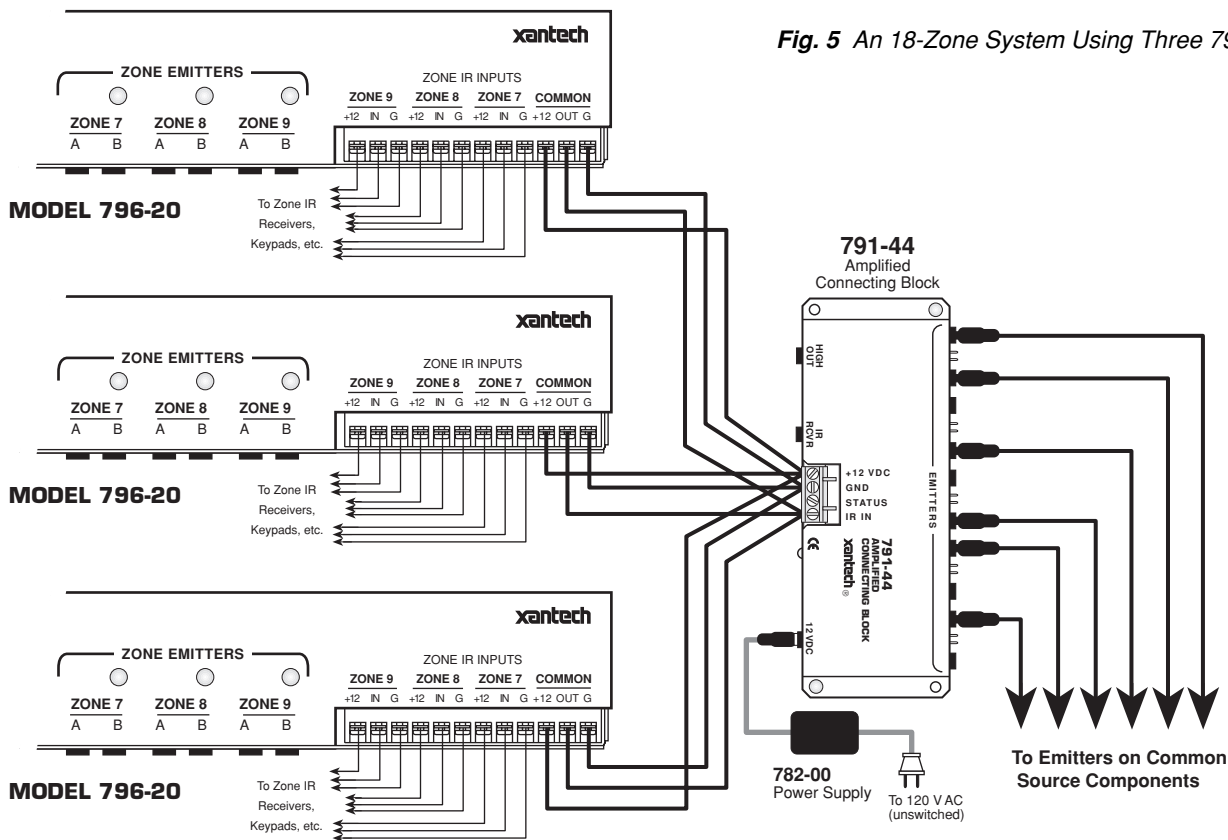 Fig. 5 An 18-Zone System Using Three 79
xantech
ZONE EMITTERS
ZONE IR INPUTS
ZONE 7 ZONE 8 ZONE 9
A B A B A B
ZONE 9 ZONE 8 ZONE 7 COMMON
+12 IN G +12 IN G +12 IN G +12 OUT G
MODEL 796-20
To Zone IR
Receivers,
Keypads, etc.
xantech
ZONE EMITTERS
ZONE IR INPUTS
ZONE 7 ZONE 8 ZONE 9
A B A B A B
ZONE 9 ZONE 8 ZONE 7 COMMON
+12 IN G +12 IN G +12 IN G +12 OUT G
MODEL 796-20
To Zone IR
Receivers,
Keypads, etc.
xantech
ZONE EMITTERS
ZONE IR INPUTS
ZONE 7 ZONE 8 ZONE 9
A B A B A B
ZONE 9 ZONE 8 ZONE 7 COMMON
+12 IN G +12 IN G +12 IN G +12 OUT G
MODEL 796-20
To Zone IR
Receivers,
Keypads, etc.
791-44
Amplified
Connecting Block
HIGH
OUT
IR
RCVR
+12 VDC
GND
STATUS
IR IN
EMITTERS
CE
791-44
AMPLIFIED
CONNECTING BLOCK
xantech ®
12 VDC
782-00
Power Supply
To 120 V AC
(unswitched)
To Emitters on Common
Source Components